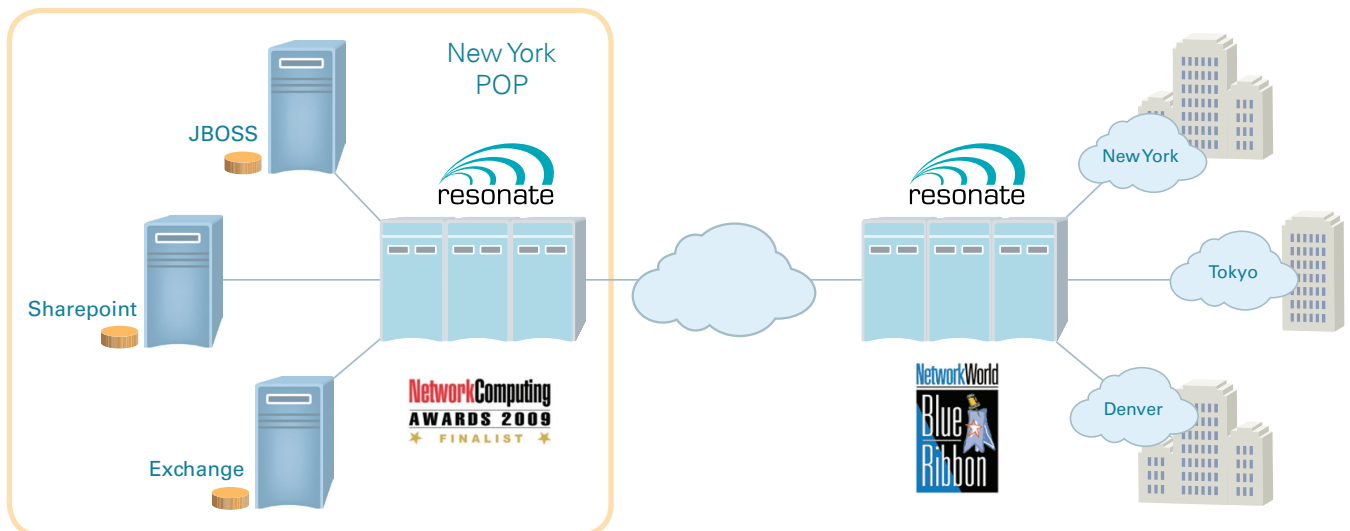 New York
POP
JBOSS
resonate
resonate
New York
Sharepoint
Tokyo
NetworkComputing
AWARDS 2009
FINALIST
NetworkWorld
Blue
Ribbon
Denver
Exchange